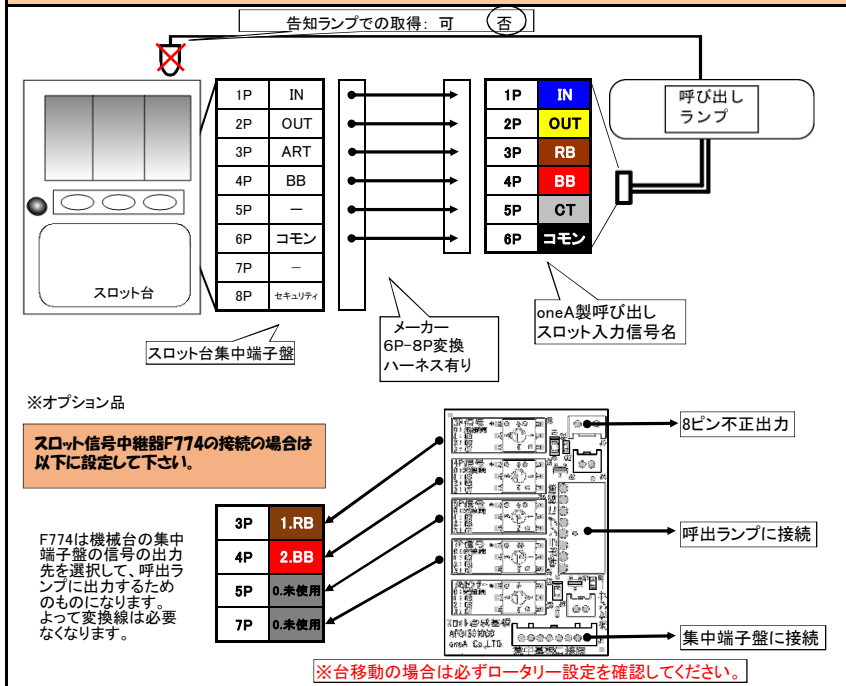 告知ランプでの取得: 可 否
1P IN
2P OUT
3P ART
4P BB
5P －
6P コモン
7P －
8P セキュリティ
1P IN
2P OUT
3P RB
4P BB
5P CT
6P コモン
呼び出し
ランプ
スロット台
スロット台集中端子盤
メーカー
6P-8P変換
ハーネス有り
oneA製呼び出し
スロット入力信号名
※オプション品
スロット信号中継器F774の接続の場合は
以下に設定して下さい。
F774は機械台の集中
端子盤の信号の出力
先を選択して、呼出ラ
ンプに出力するため
のものになります。
よって変換線は必要
なくなります。
3P 1.RB
4P 2.BB
5P 0.未使用
7P 0.未使用
8ピン不正出力
呼出ランプに接続
集中端子盤に接続
oneA Co.,LTD.
※台移動の場合は必ずロータリー設定を確認してください。